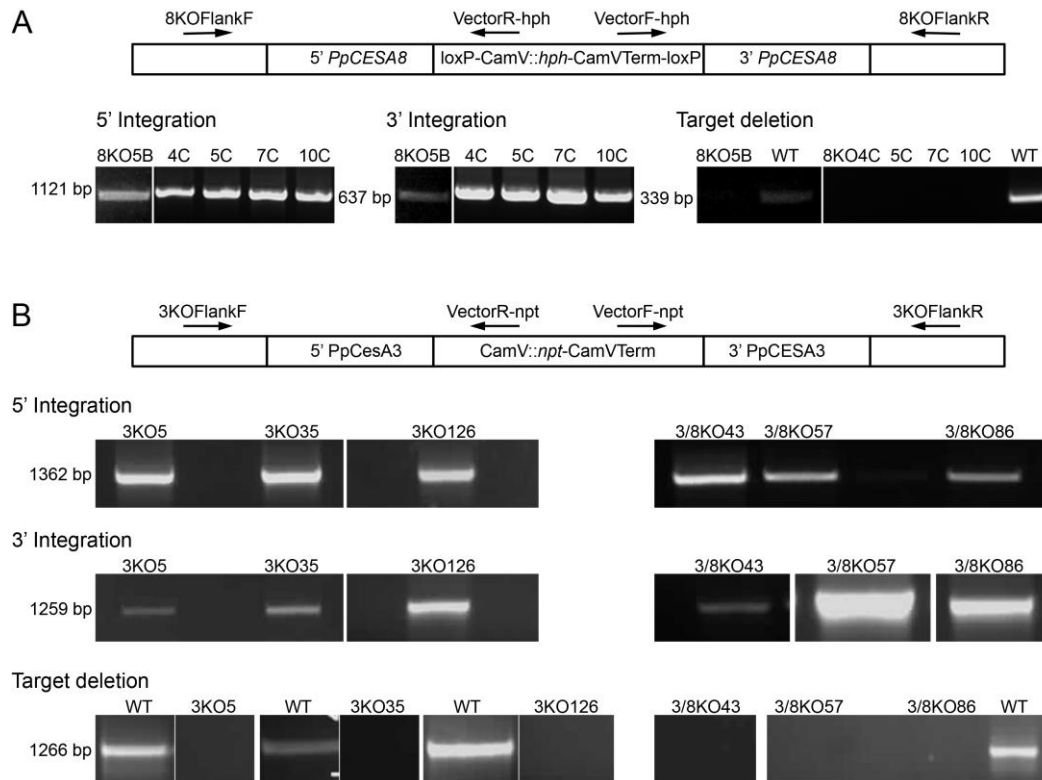 A
8KOFlankF VectorR-hph VectorF-hph 8KOFlankR
5' PpCESA8 loxP-CamV::hph-CamVTerm-loxP 3' PpCESA8
5' Integration 3' Integration Target deletion
8KO5B 4C 5C 7C 10C 8KO5B 4C 5C 7C 10C 8KO5B WT 8KO4C 5C 7C 10C WT
1121 bp 637 bp 339 bp
B
3KOFlankF VectorR-npt VectorF-npt 3KOFlankR
5' PpCesA3 CamV::npt-CamVTerm 3' PpCESA3
5' Integration
3KO5 3KO35 3KO126 3/8KO43 3/8KO57 3/8KO86
1362 bp
3' Integration
3KO5 3KO35 3KO126 3/8KO43 3/8KO57 3/8KO86
1259 bp
Target deletion
WT 3KO5 WT 3KO35 WT 3KO126 3/8KO43 3/8KO57 3/8KO86 WT
1266 bp